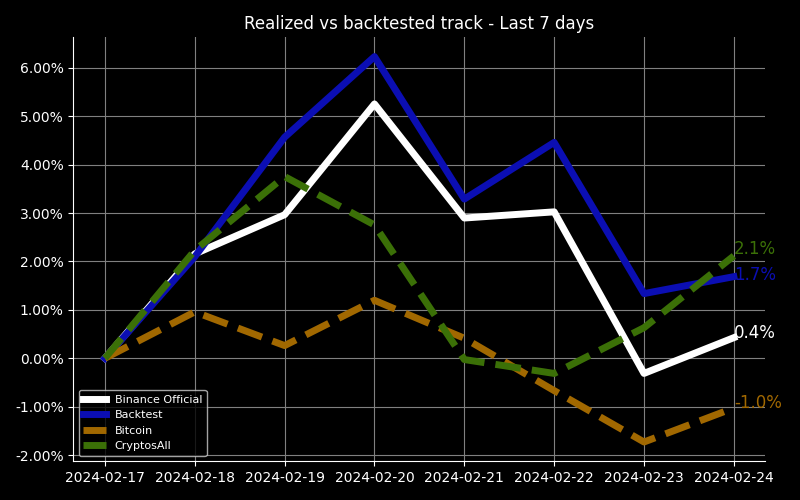 Realized vs backtested track - Last 7 days
6.00%
5.00%
4.00%
3.00%
2.00%
1.00%
0.00%
-1.00%
-2.00%
2.1%
1.7%
0.4%
-1.0%
Binance Official
Backtest
Bitcoin
CryptosAll
2024-02-17 2024-02-18 2024-02-19 2024-02-20 2024-02-21 2024-02-22 2024-02-23 2024-02-24